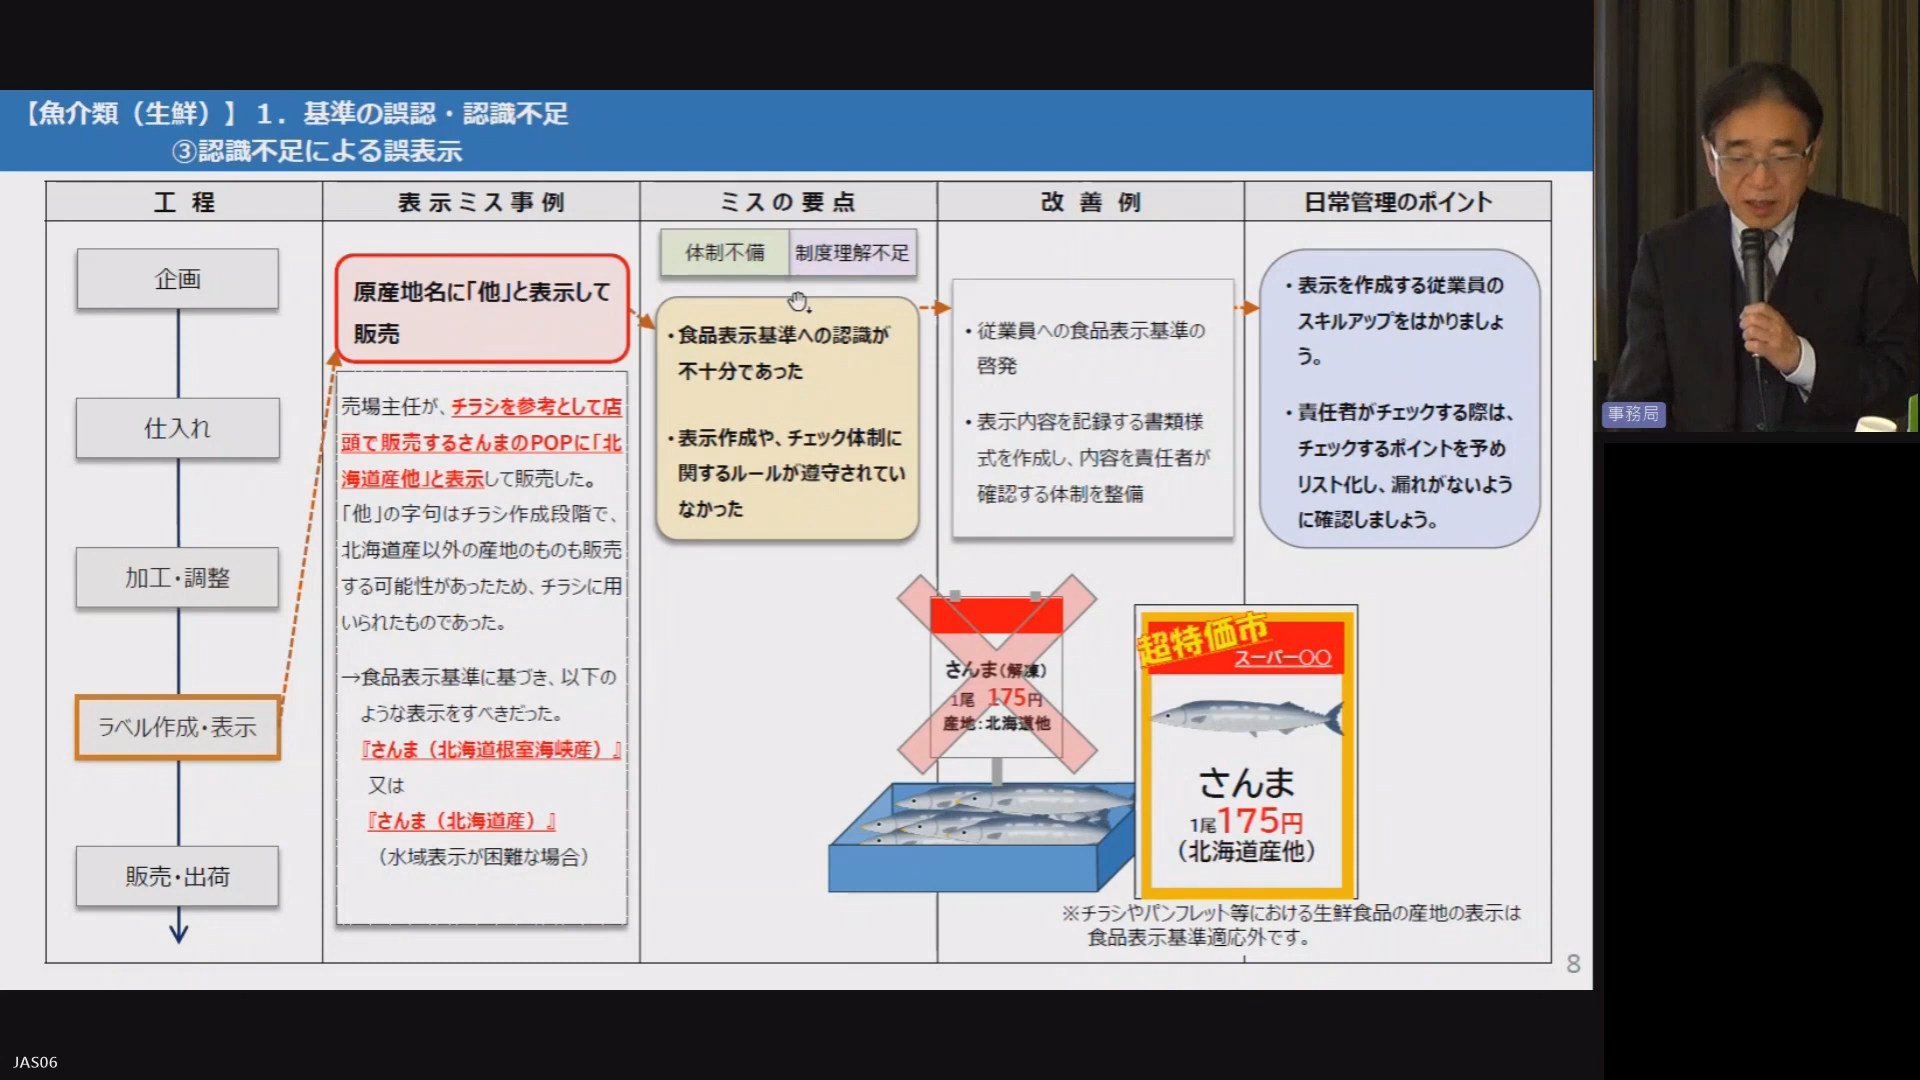 【魚介類（生鮮）】１．基準の誤認・認識不足
③認識不足による誤表示
工 程
表 示 ミ ス 事 例
ミ ス の 要 点
改 善 例
日常管理のポイント
企画
仕入れ
加工・調整
ラベル作成・表示
販売・出荷
原産地名に「他」と表示して
販売
売場主任が、チラシを参考として店
頭で販売するさんまのPOPに「北
海道産他」と表示して販売した。
「他」の字句はチラシ作成段階で、
北海道産以外の産地のものも販売
する可能性があったため、チラシに用
いられたものであった。
→食品表示基準に基づき、以下の
ような表示をすべきだった。
『さんま（北海道根室海峡産）』
又は
『さんま（北海道産）』
（水域表示が困難な場合）
体制不備
制度理解不足
・食品表示基準への認識が
不十分であった
・表示作成や、チェック体制に
関するルールが遵守されてい
なかった
・従業員への食品表示基準の
啓発
・表示内容を記録する書類様
式を作成し、内容を責任者が
確認する体制を整備
・表示を作成する従業員の
スキルアップをはかりましょ
う。
・責任者がチェックする際は、
チェックするポイントを予め
リスト化し、漏れがないよう
に確認しましょう。
さんま（解凍）
1尾 175円
産地：北海道他
超特価市
スーパー〇〇
さんま
1尾175円
（北海道産他）
※チラシやパンフレット等における生鮮食品の産地の表示は
食品表示基準適応外です。
8
事務局
JAS06